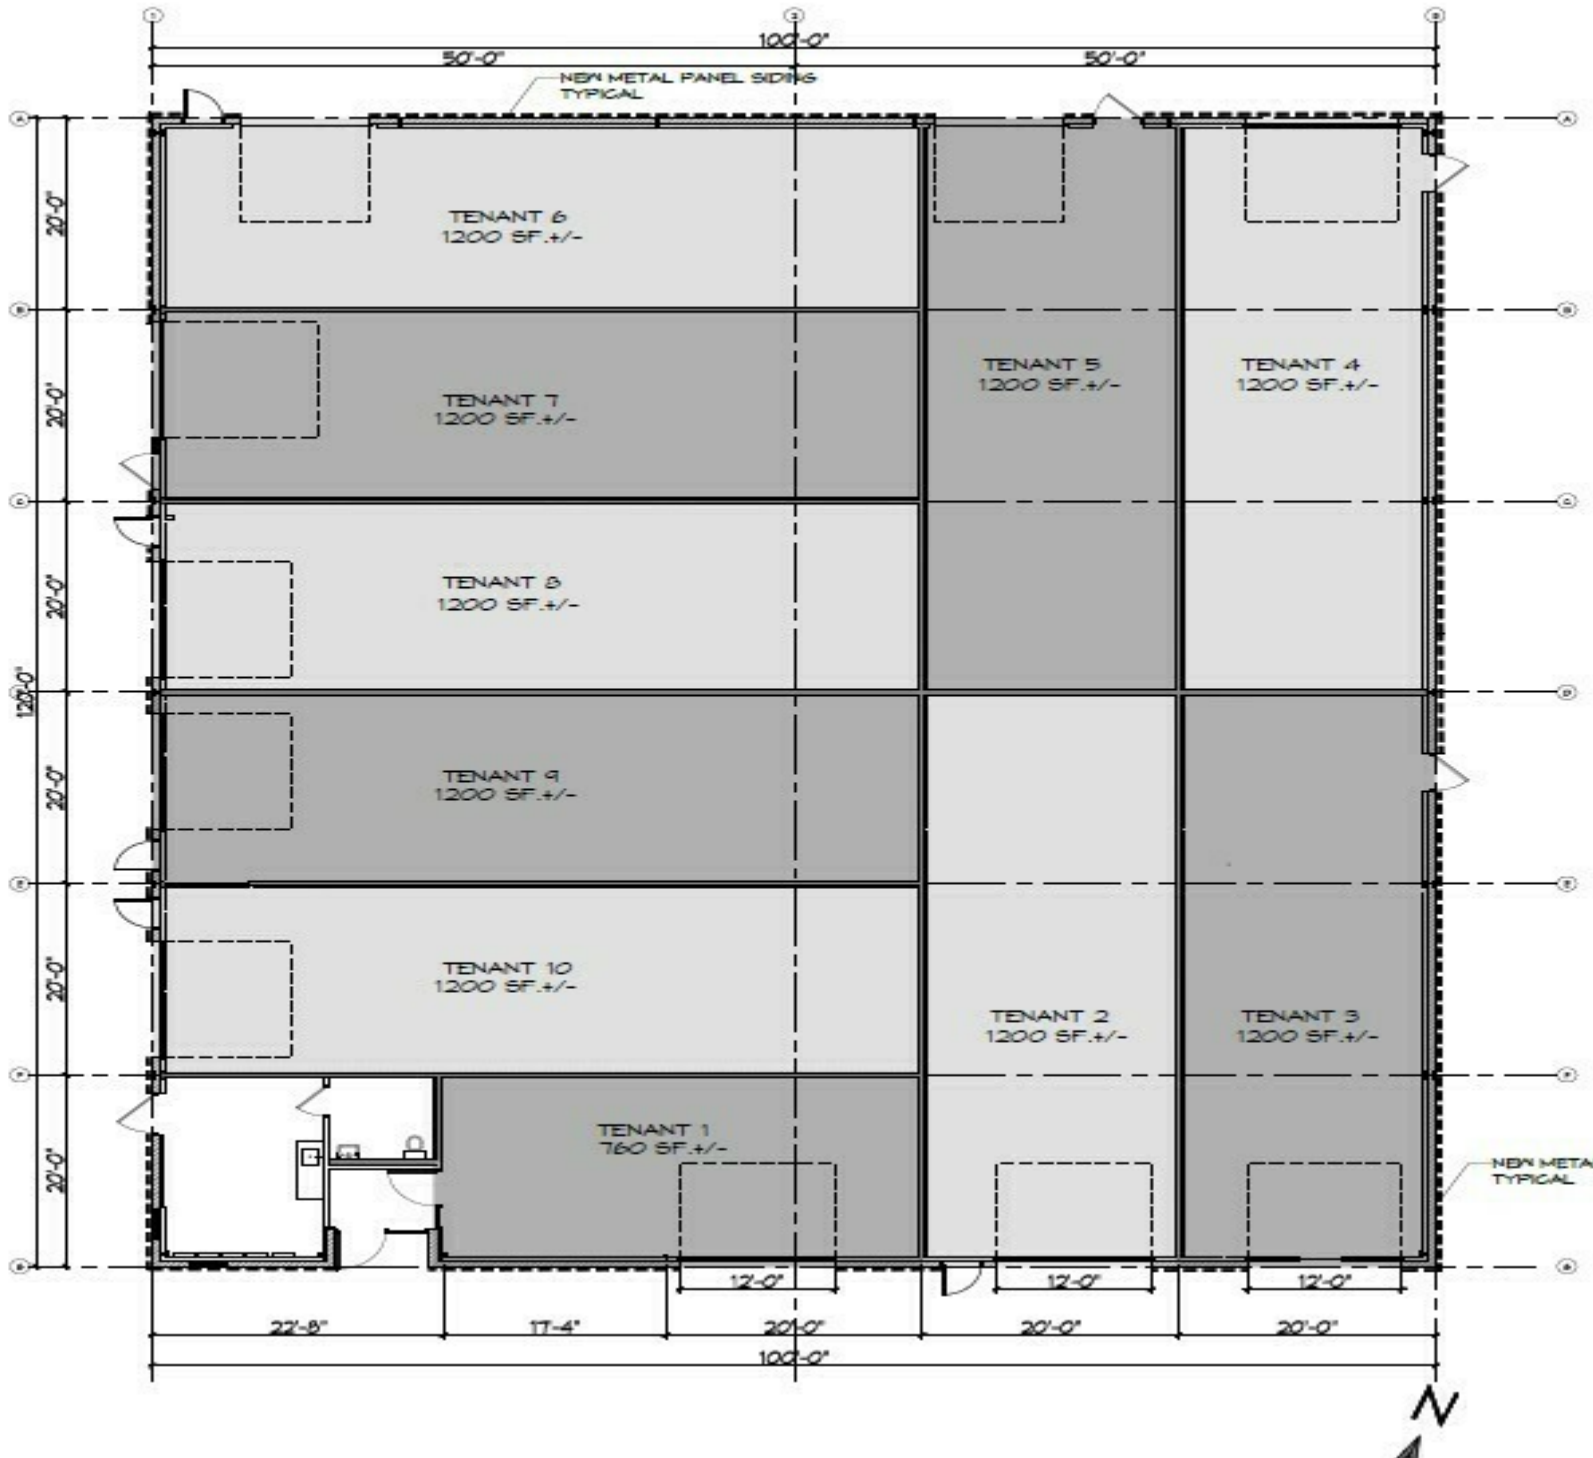 1
2
3
100'-0"
50'-0"
50'-0"
NEW METAL PANEL SIDING
TYPICAL
A
A
20'-0"
TENANT 6
1200 SF.+/-
B
B
TENANT 5
1200 SF.+/-
TENANT 4
1200 SF.+/-
20'-0"
TENANT 7
1200 SF.+/-
C
C
20'-0"
TENANT 8
1200 SF.+/-
120'-0"
D
20'-0"
TENANT 9
1200 SF.+/-
E
E
20'-0"
TENANT 10
1200 SF.+/-
TENANT 2
1200 SF.+/-
TENANT 3
1200 SF.+/-
F
F
20'-0"
TENANT 1
760 SF.+/-
NEW META
TYPICAL
12'-0"
12'-0"
12'-0"
22'-8"
17'-4"
20'-0"
20'-0"
20'-0"
100'-0"
N